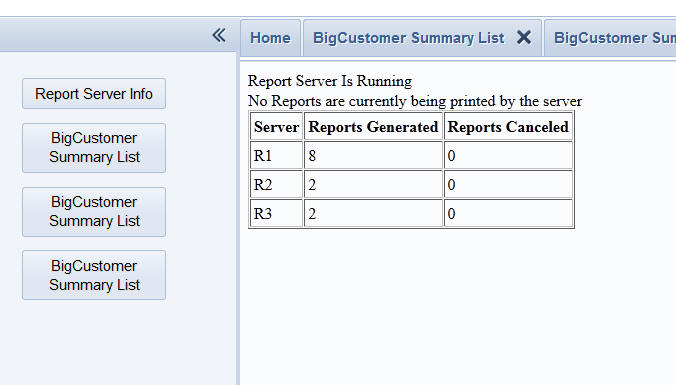 Home
BigCustomer Summary List
BigCustomer
Report Server Info
BigCustomer
Summary List
BigCustomer
Summary List
BigCustomer
Summary List
Report Server Is Running
No Reports are currently being printed by the server
Server Reports Generated Reports Canceled
R1 8 0
R2 2 0
R3 2 0